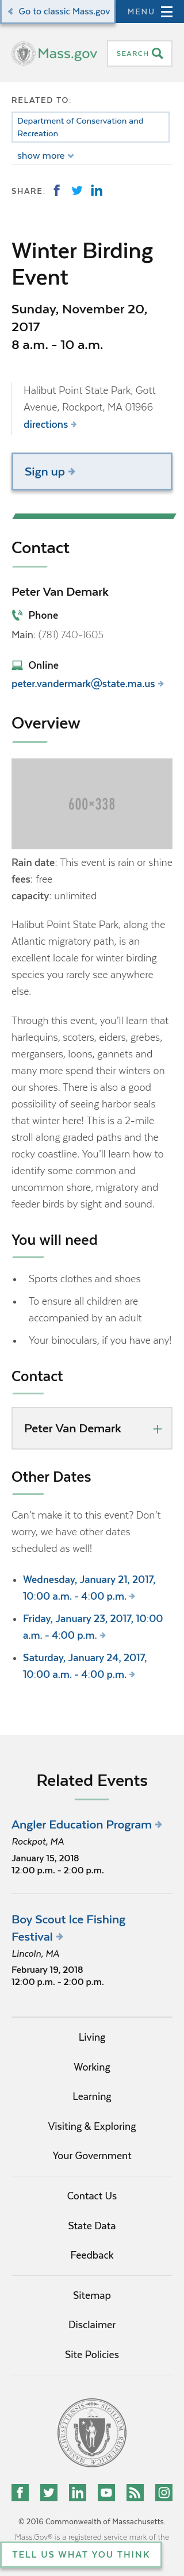 Go to classic Mass.gov
MENU
Mass.gov
SEARCH
RELATED TO:
Department of Conservation and
Recreation
show more
SHARE:
Winter Birding
Event
Sunday, November 20,
2017
8 a.m. - 10 a.m.
Halibut Point State Park, Gott
Avenue, Rockport, MA 01966
directions
Sign up
Contact
Peter Van Demark
Phone
Main: (781) 740-1605
Online
peter.vandermark@state.ma.us
Overview
600×338
Rain date: This event is rain or shine
fees: free
capacity: unlimited
Halibut Point State Park, along the
Atlantic migratory path, is an
excellent locale for winter birding
species you rarely see anywhere
else.
Through this event, you'll learn that
harlequins, scoters, eiders, grebes,
mergansers, loons, gannets and
many more spend their winters on
our shores. There is also a good
possibility of seeing harbor seals
that winter here! This is a 2-mile
stroll along graded paths and the
rocky coastline. You'll learn how to
identify species common and
uncommon shore, migratory and
feeder birds by sight and sound.
You will need
Sports clothes and shoes
To ensure all children are
accompanied by an adult
Your binoculars, if you have any!
Contact
Peter Van Demark
Other Dates
Can't make it to this event? Don't
worry, we have other dates
scheduled as well!
Wednesday, January 21, 2017,
10:00 a.m. - 4:00 p.m.
Friday, January 23, 2017, 10:00
a.m. - 4:00 p.m.
Saturday, January 24, 2017,
10:00 a.m. - 4:00 p.m.
Related Events
Angler Education Program
Rockpot, MA
January 15, 2018
12:00 p.m. - 2:00 p.m.
Boy Scout Ice Fishing
Festival
Lincoln, MA
February 19, 2018
12:00 p.m. - 2:00 p.m.
Living
Working
Learning
Visiting & Exploring
Your Government
Contact Us
State Data
Feedback
Sitemap
Disclaimer
Site Policies
© 2016 Commonwealth of Massachusetts.
Mass.Gov® is a registered service mark of the
TELL US WHAT YOU THINK